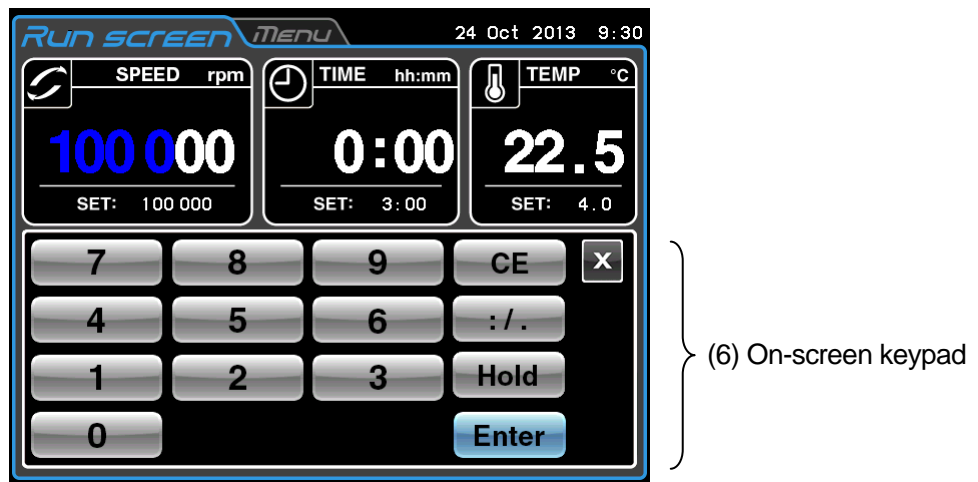 Run screen Menu 24 Oct 2013 9:30
SPEED rpm TIME hh:mm TEMP °C
100 000 0:00 22.5
SET: 100 000 SET: 3:00 SET: 4.0
7 8 9 CE X
4 5 6 :/.
1 2 3 Hold
0 Enter
(6) On-screen keypad